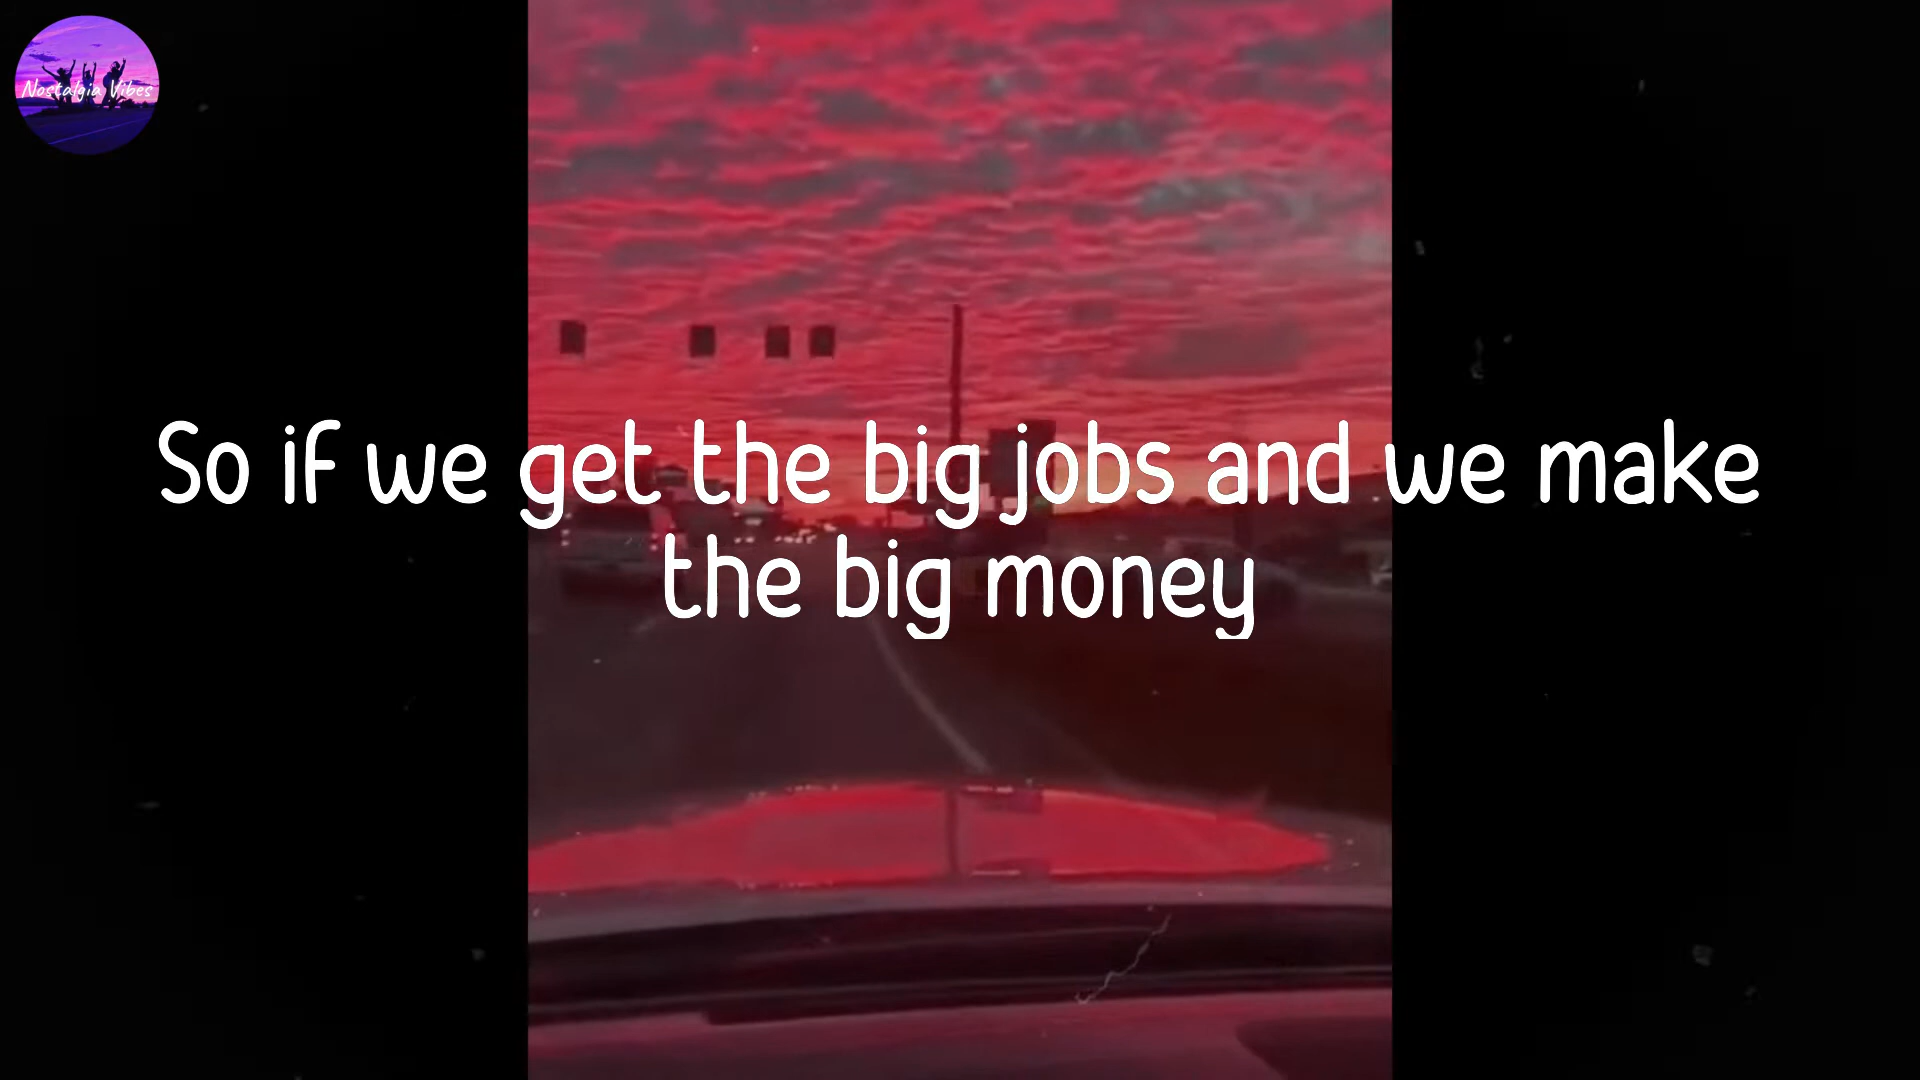 Nostalgia Vibes
So if we get the big jobs and we make
the big money